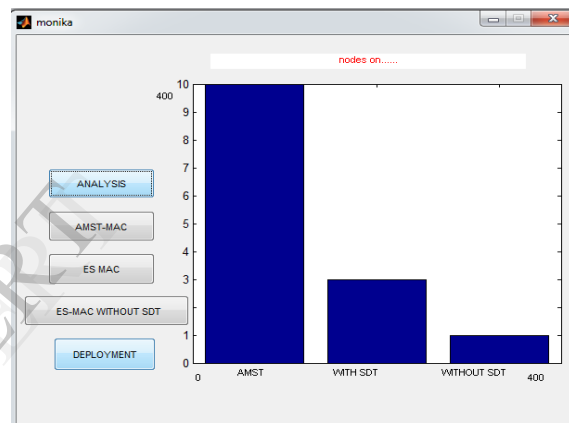 monika
nodes on......
400
10
9
8
7
6
5
4
3
2
1
0
ANALYSIS
AMST-MAC
ES MAC
ES-MAC WITHOUT SDT
DEPLOYMENT
0
AMST
WITH SDT
WITHOUT SDT
400
ERT